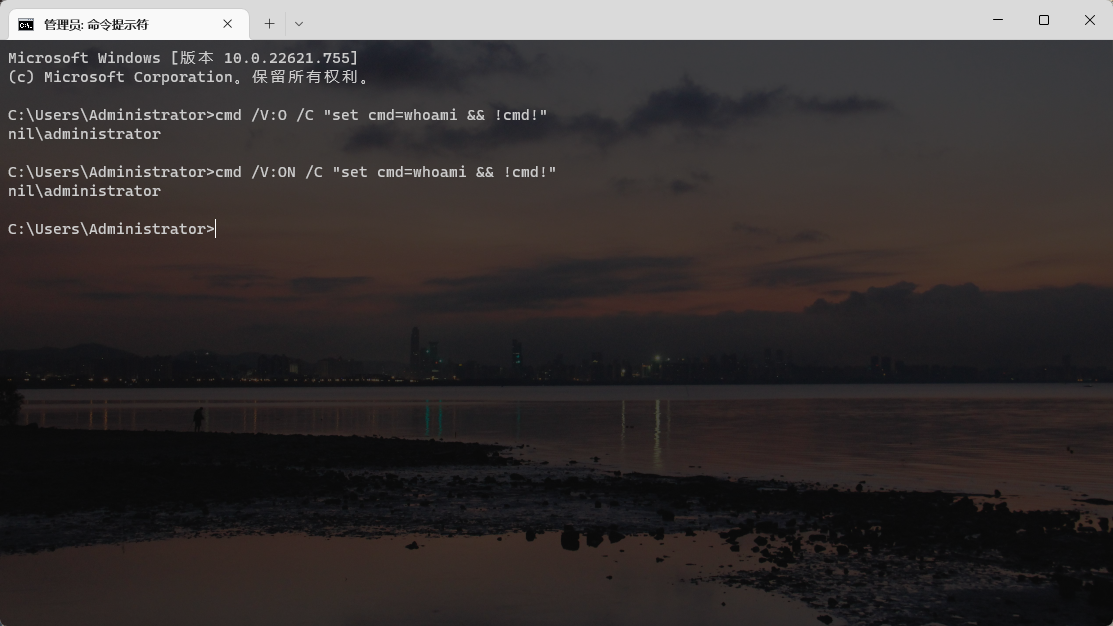 管理员: 命令提示符
Microsoft Windows [版本 10.0.22621.755]
(c) Microsoft Corporation。保留所有权利。
C:\Users\Administrator>cmd /V:O /C "set cmd=whoami && !cmd!"
nil\administrator
C:\Users\Administrator>cmd /V:ON /C "set cmd=whoami && !cmd!"
nil\administrator
C:\Users\Administrator>